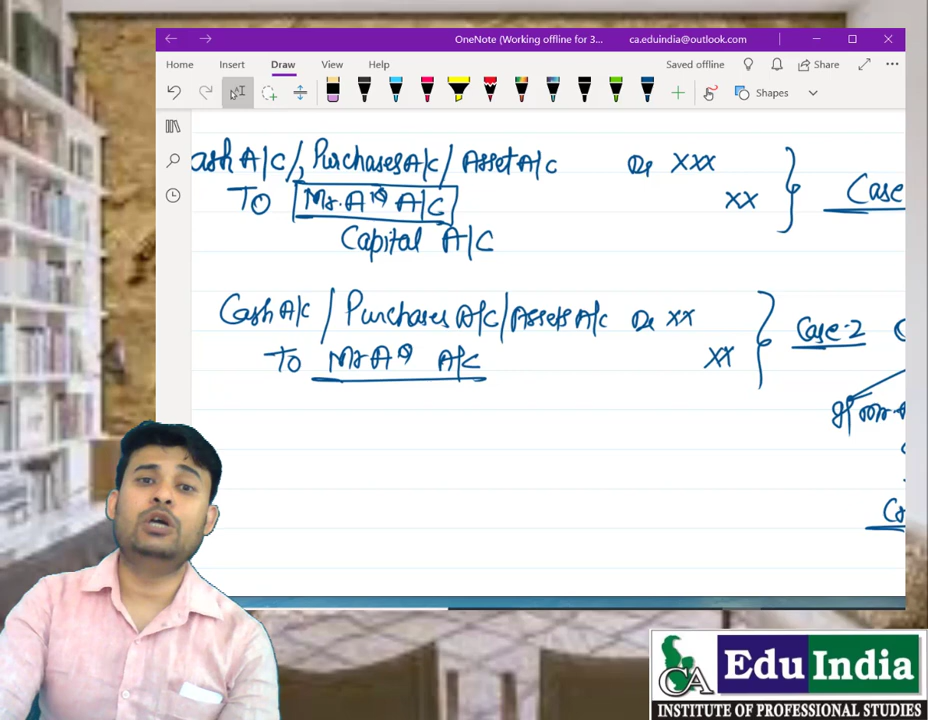 OneNote (Working offline for 3... ca.eduindia@outlook.com
Home Insert Draw View Help Saved offline Share
Shapes
ash A/C/, Purchases A/C/ Asset A/C Dr XXX
To Mr. A's A/C XX
Capital A/C
Case
Cash A/C / Purchases A/C/Assets A/C Dr XX
To Mr A's A/C XX
Case-2
CA
Edu India
INSTITUTE OF PROFESSIONAL STUDIES